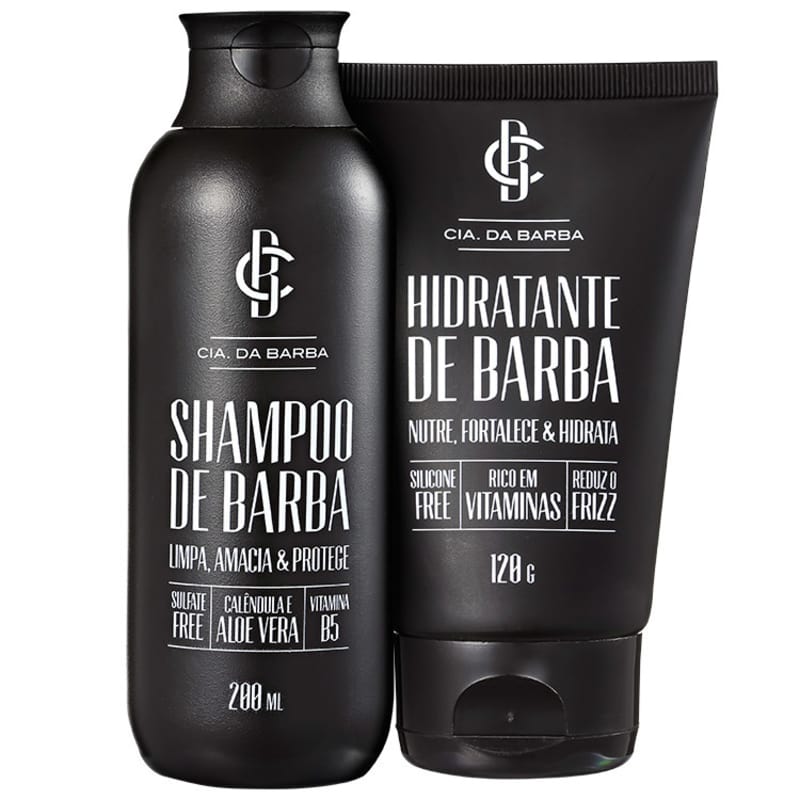 CIA. DA BARBA
SHAMPOO
DE BARBA
LIMPA, AMACIA & PROTEGE
SULFATE
FREE
CALÊNDULA E
ALOE VERA
VITAMINA
B5
200 ML
CIA. DA BARBA
HIDRATANTE
DE BARBA
NUTRE, FORTALECE & HIDRATA
SILICONE
FREE
RICO EM
VITAMINAS
REDUZ O
FRIZZ
120 G